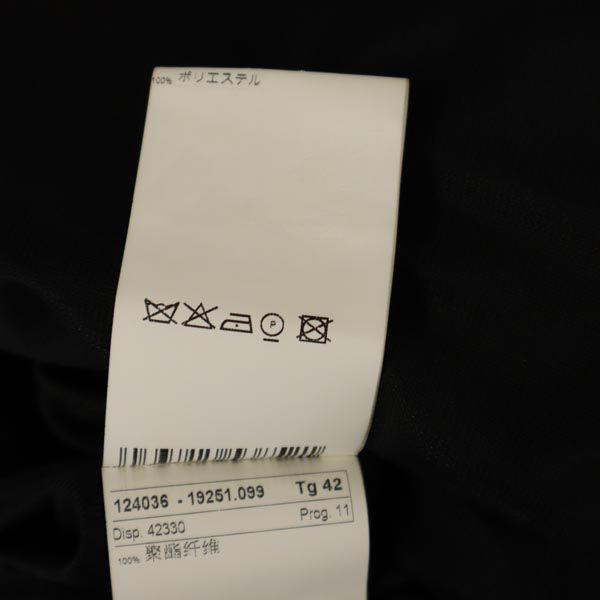 100% ポリエステル
P
124036 - 19251.099 Tg 42
Disp. 42330 Prog. 11
100% 聚酯纤维